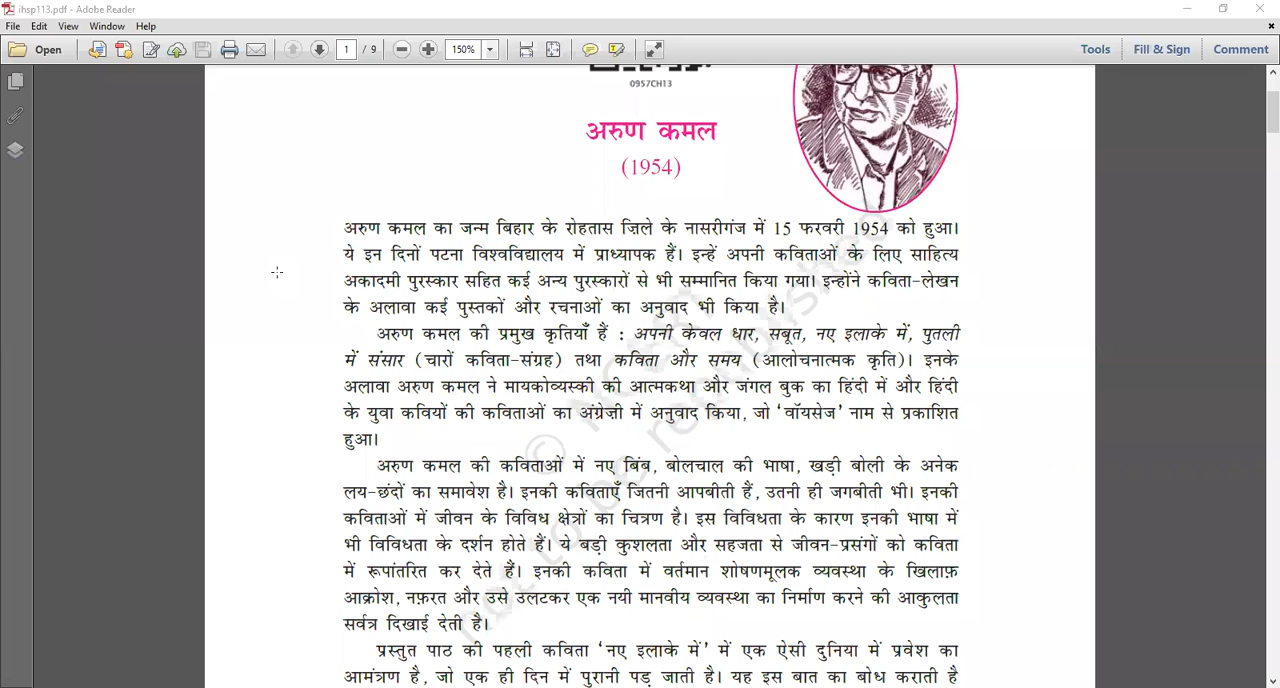 ihsp113.pdf - Adobe Reader
File Edit View Window Help
Open 1 / 9 150% Tools Fill & Sign Comment
0957CH13
अरुण कमल
(1954)
अरुण कमल का जन्म बिहार के रोहतास ज़िले के नासरीगंज में 15 फरवरी 1954 को हुआ।
ये इन दिनों पटना विश्वविद्यालय में प्राध्यापक हैं। इन्हें अपनी कविताओं के लिए साहित्य
अकादमी पुरस्कार सहित कई अन्य पुरस्कारों से भी सम्मानित किया गया। इन्होंने कविता-लेखन
के अलावा कई पुस्तकों और रचनाओं का अनुवाद भी किया है।
अरुण कमल की प्रमुख कृतियाँ हैं : अपनी केवल धार, सबूत, नए इलाके में, पुतली
में संसार (चारों कविता-संग्रह) तथा कविता और समय (आलोचनात्मक कृति)। इनके
अलावा अरुण कमल ने मायकोव्यस्की की आत्मकथा और जंगल बुक का हिंदी में और हिंदी
के युवा कवियों की कविताओं का अंग्रेज़ी में अनुवाद किया, जो ‘वॉयसेज’ नाम से प्रकाशित
हुआ।
अरुण कमल की कविताओं में नए बिंब, बोलचाल की भाषा, खड़ी बोली के अनेक
लय-छंदों का समावेश है। इनकी कविताएँ जितनी आपबीती हैं, उतनी ही जगबीती भी। इनकी
कविताओं में जीवन के विविध क्षेत्रों का चित्रण है। इस विविधता के कारण इनकी भाषा में
भी विविधता के दर्शन होते हैं। ये बड़ी कुशलता और सहजता से जीवन-प्रसंगों को कविता
में रूपांतरित कर देते हैं। इनकी कविता में वर्तमान शोषणमूलक व्यवस्था के खिलाफ़
आक्रोश, नफ़रत और उसे उलटकर एक नयी मानवीय व्यवस्था का निर्माण करने की आकुलता
सर्वत्र दिखाई देती है।
प्रस्तुत पाठ की पहली कविता ‘नए इलाके में’ में एक ऐसी दुनिया में प्रवेश का
आमंत्रण है, जो एक ही दिन में पुरानी पड़ जाती है। यह इस बात का बोध कराती है
© NCERT
not to be republished